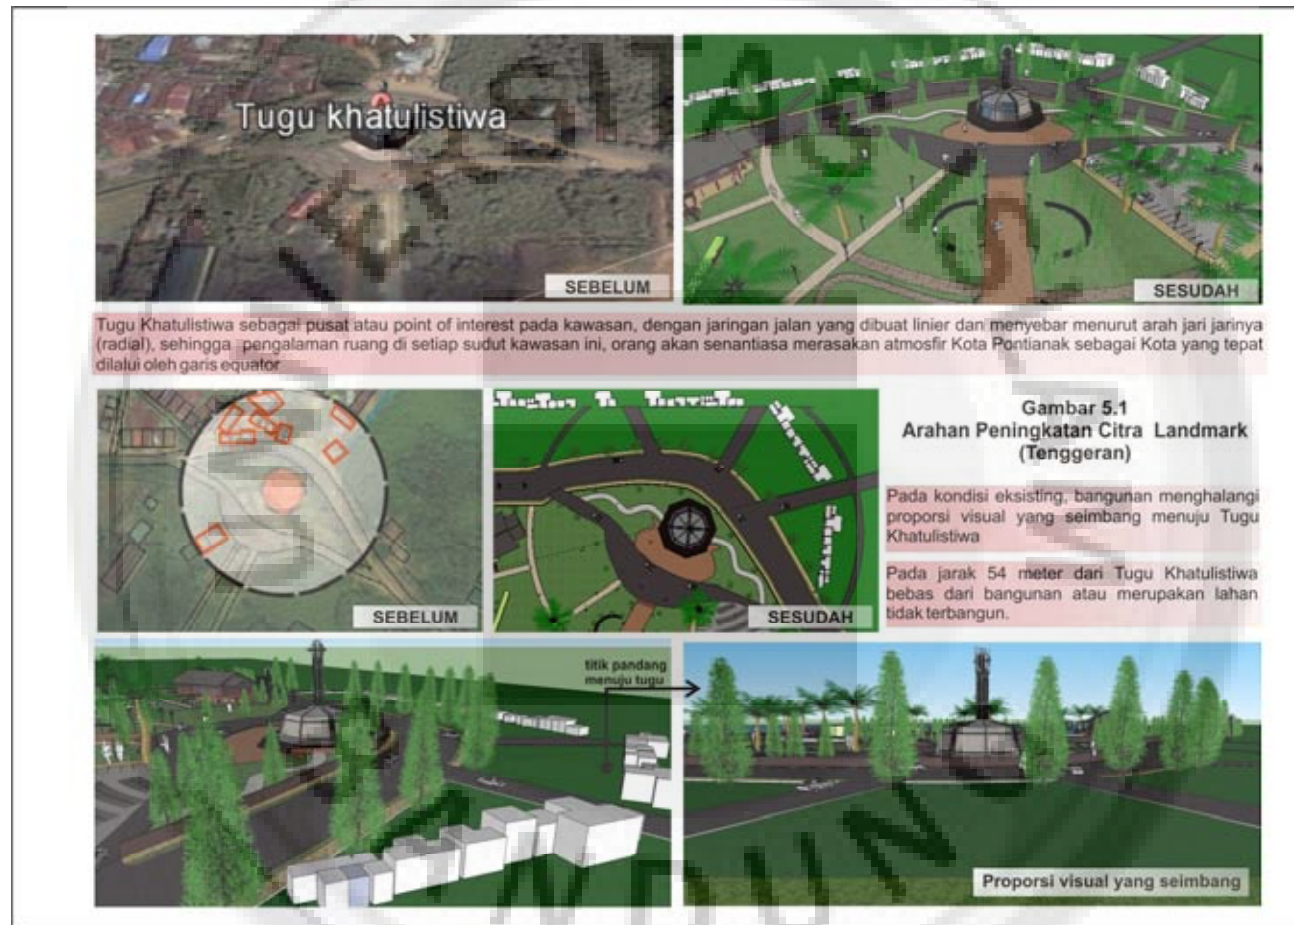 Tugu khatulistiwa
SEBELUM
SESUDAH
Tugu Khatulistiwa sebagai pusat atau point of interest pada kawasan, dengan jaringan jalan yang dibuat linier dan menyebar menurut arah jari jarinya
(radial), sehingga pengalaman ruang di setiap sudut kawasan ini, orang akan senantiasa merasakan atmosfir Kota Pontianak sebagai Kota yang tepat
dilalui oleh garis equator
SEBELUM
SESUDAH
Gambar 5.1
Arahan Peningkatan Citra Landmark
(Tenggeran)
Pada kondisi eksisting, bangunan menghalangi
proporsi visual yang seimbang menuju Tugu
Khatulistiwa
Pada jarak 54 meter dari Tugu Khatulistiwa
bebas dari bangunan atau merupakan lahan
tidak terbangun.
titik pandang
menuju tugu
Proporsi visual yang seimbang